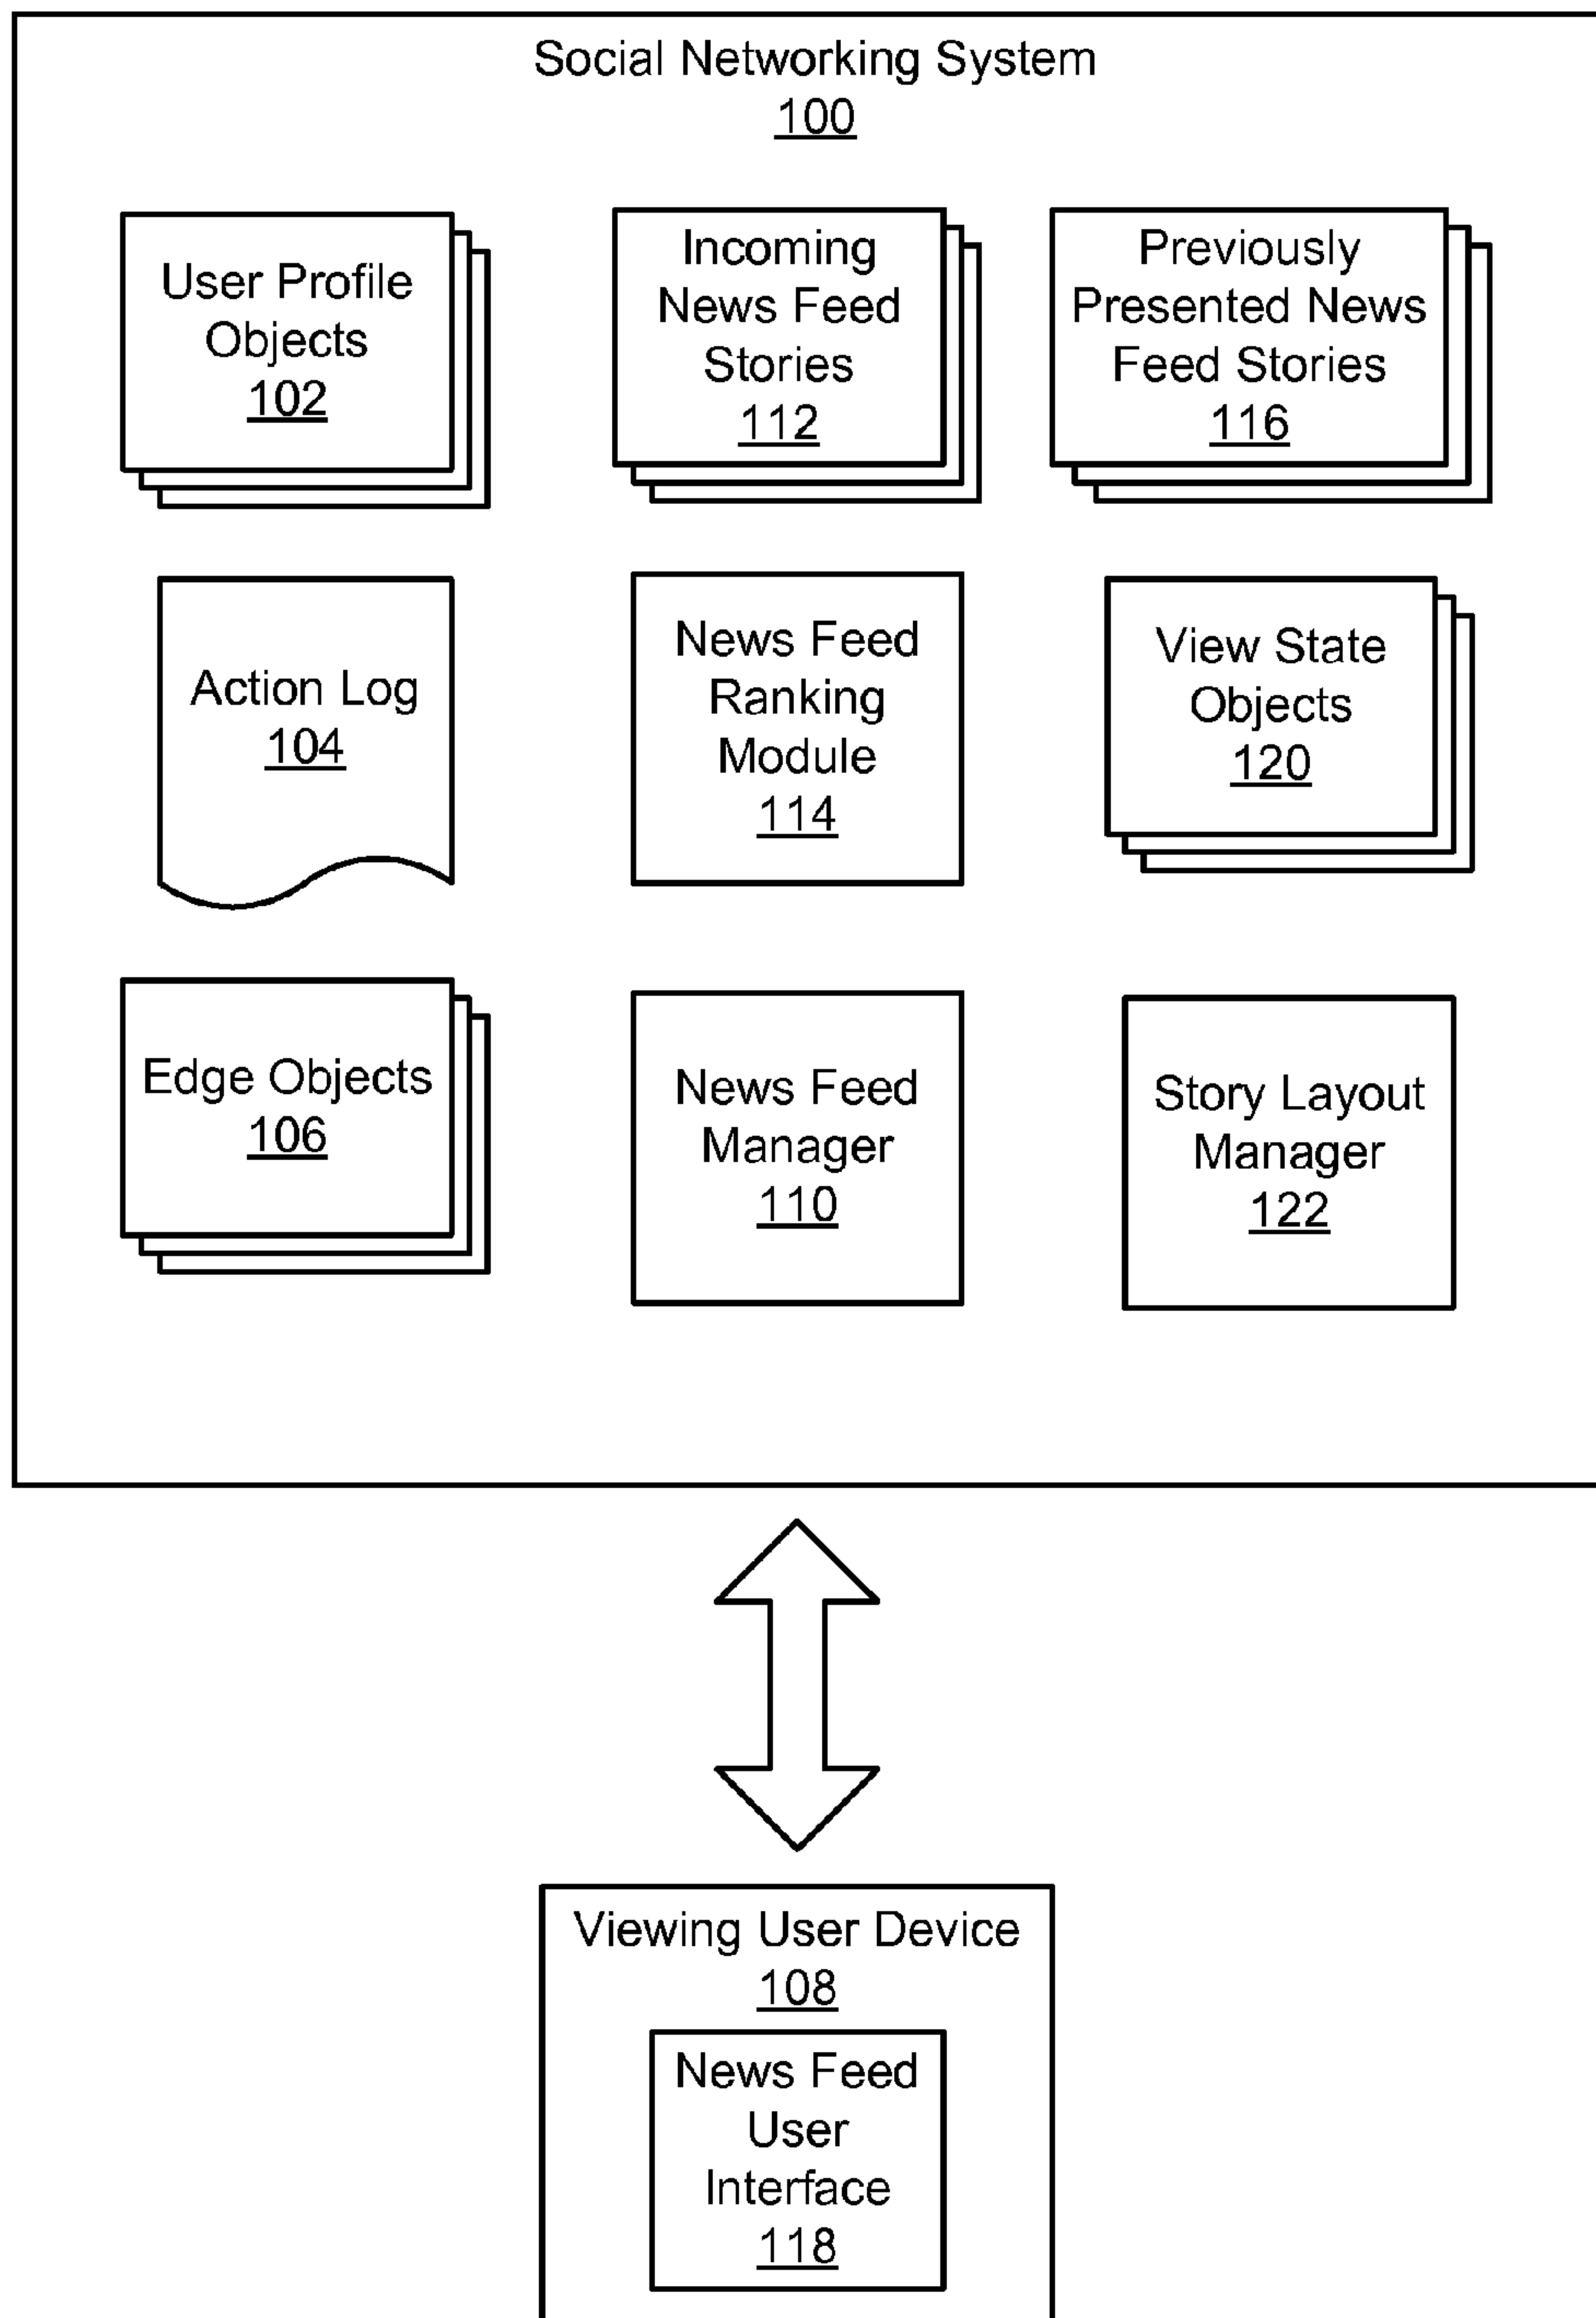 Social Networking System
100
User Profile
Objects
102
Incoming
News Feed
Stories
112
Previously
Presented News
Feed Stories
116
Action Log
104
News Feed
Ranking
Module
114
View State
Objects
120
Edge Objects
106
News Feed
Manager
110
Story Layout
Manager
122
Viewing User Device
108
News Feed
User
Interface
118